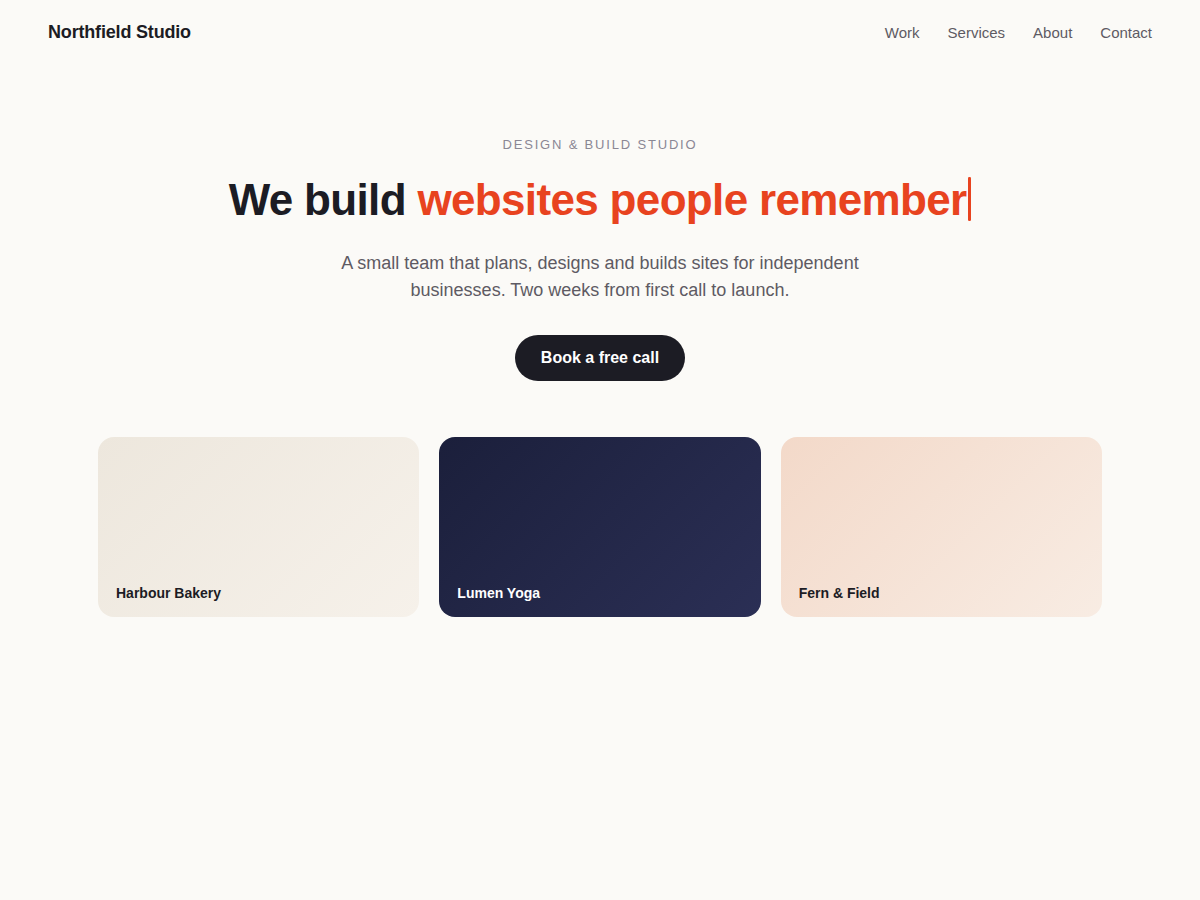 Northfield Studio
Work Services About Contact
DESIGN & BUILD STUDIO
We build websites people remember
A small team that plans, designs and builds sites for independent
businesses. Two weeks from first call to launch.
Book a free call
Harbour Bakery
Lumen Yoga
Fern & Field